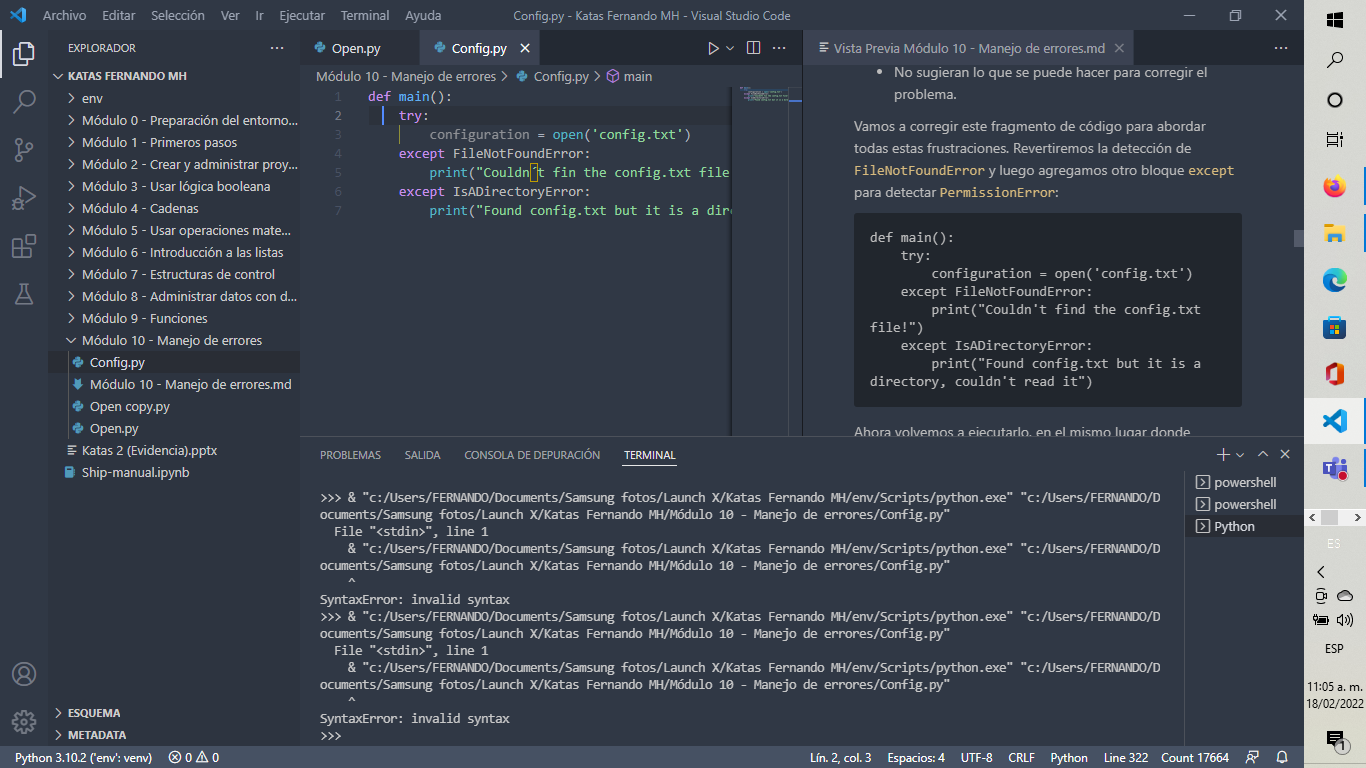 Archivo Editar Selección Ver Ir Ejecutar Terminal Ayuda Config.py - Katas Fernando MH - Visual Studio Code
EXPLORADOR
KATAS FERNANDO MH
env
Módulo 0 - Preparación del entorno...
Módulo 1 - Primeros pasos
Módulo 2 - Crear y administrar proy...
Módulo 3 - Usar lógica booleana
Módulo 4 - Cadenas
Módulo 5 - Usar operaciones mate...
Módulo 6 - Introducción a las listas
Módulo 7 - Estructuras de control
Módulo 8 - Administrar datos con d...
Módulo 9 - Funciones
Módulo 10 - Manejo de errores
Config.py
Módulo 10 - Manejo de errores.md
Open copy.py
Open.py
Katas 2 (Evidencia).pptx
Ship-manual.ipynb
ESQUEMA
METADATA
Open.py Config.py
Módulo 10 - Manejo de errores > Config.py > main
1 def main():
2 try:
3 configuration = open('config.txt')
4 except FileNotFoundError:
5 print("Couldn't fin the config.txt file
6 except IsADirectoryError:
7 print("Found config.txt but it is a dir
Vista Previa Módulo 10 - Manejo de errores.md
• No sugieran lo que se puede hacer para corregir el
problema.
Vamos a corregir este fragmento de código para abordar
todas estas frustraciones. Revertiremos la detección de
FileNotFoundError y luego agregamos otro bloque except
para detectar PermissionError:
def main():
try:
configuration = open('config.txt')
except FileNotFoundError:
print("Couldn't find the config.txt
file!")
except IsADirectoryError:
print("Found config.txt but it is a
directory, couldn't read it")
Ahora volvemos a ejecutarlo, en el mismo lugar donde
PROBLEMAS SALIDA CONSOLA DE DEPURACIÓN TERMINAL
>>> & "c:/Users/FERNANDO/Documents/Samsung fotos/Launch X/Katas Fernando MH/env/Scripts/python.exe" "c:/Users/FERNANDO/D
ocuments/Samsung fotos/Launch X/Katas Fernando MH/Módulo 10 - Manejo de errores/Config.py"
File "<stdin>", line 1
& "c:/Users/FERNANDO/Documents/Samsung fotos/Launch X/Katas Fernando MH/env/Scripts/python.exe" "c:/Users/FERNANDO/D
ocuments/Samsung fotos/Launch X/Katas Fernando MH/Módulo 10 - Manejo de errores/Config.py"
^
SyntaxError: invalid syntax
>>> & "c:/Users/FERNANDO/Documents/Samsung fotos/Launch X/Katas Fernando MH/env/Scripts/python.exe" "c:/Users/FERNANDO/D
ocuments/Samsung fotos/Launch X/Katas Fernando MH/Módulo 10 - Manejo de errores/Config.py"
File "<stdin>", line 1
& "c:/Users/FERNANDO/Documents/Samsung fotos/Launch X/Katas Fernando MH/env/Scripts/python.exe" "c:/Users/FERNANDO/D
ocuments/Samsung fotos/Launch X/Katas Fernando MH/Módulo 10 - Manejo de errores/Config.py"
^
SyntaxError: invalid syntax
>>>
powershell
powershell
Python
Python 3.10.2 ('env': venv) 0 0 Lín. 2, col. 3 Espacios: 4 UTF-8 CRLF Python Line 322 Count 17664
ES
ESP
11:05 a. m.
18/02/2022
1